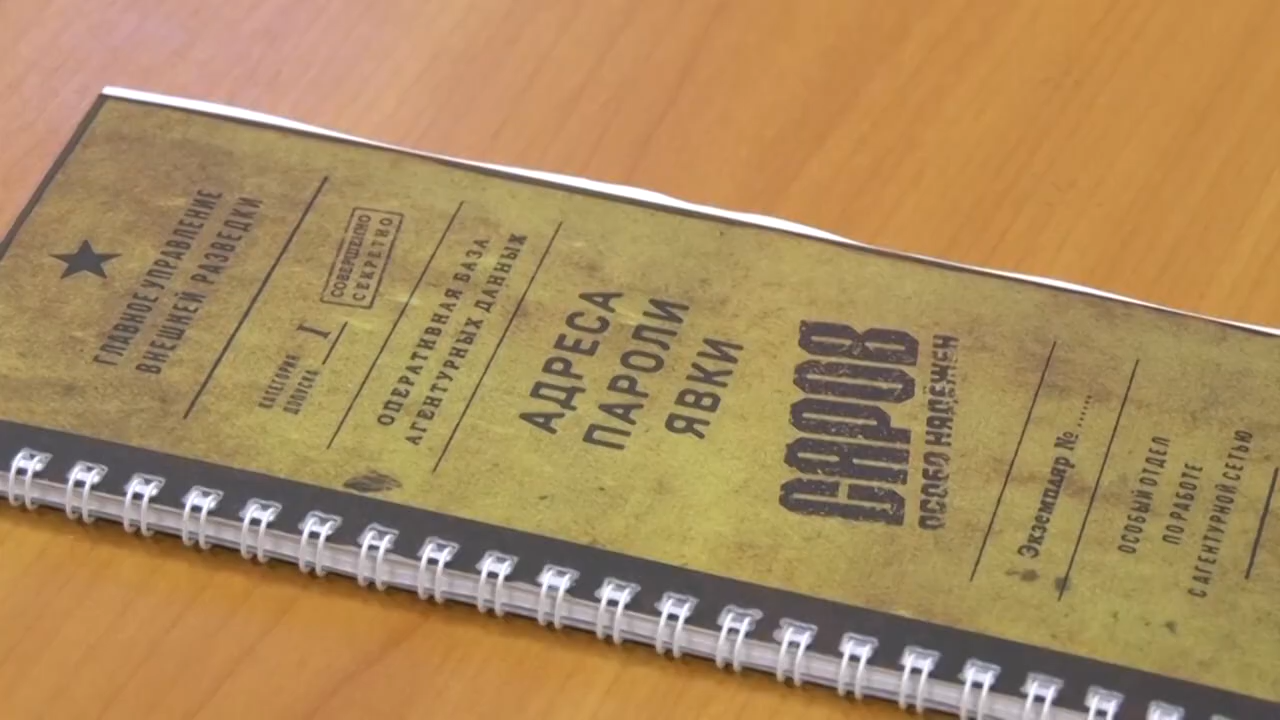 ГЛАВНОЕ УПРАВЛЕНИЕ
ВНЕШНЕЙ РАЗВЕДКИ
КАТЕГОРИЯ
ДОПУСКА I
СОВЕРШЕННО
СЕКРЕТНО
ОПЕРАТИВНАЯ БАЗА
АГЕНТУРНЫХ ДАННЫХ
АДРЕСА
ПАРОЛИ
ЯВКИ
САРОВ
ОСОБО НАДЁЖЕН
Экземпляр № ......
ОСОБЫЙ ОТДЕЛ
ПО РАБОТЕ
С АГЕНТУРНОЙ СЕТЬЮ